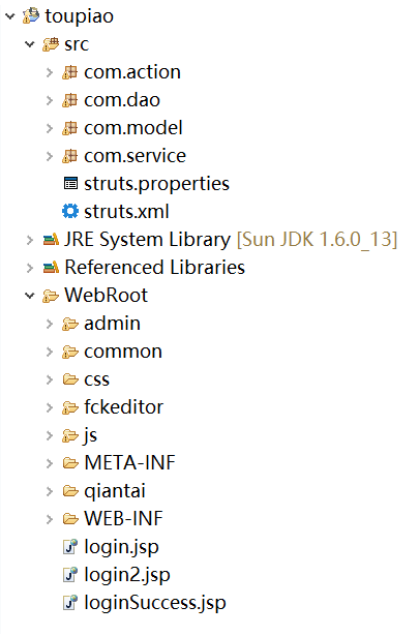 toupiao
src
com.action
com.dao
com.model
com.service
struts.properties
struts.xml
JRE System Library [Sun JDK 1.6.0_13]
Referenced Libraries
WebRoot
admin
common
css
fckeditor
js
META-INF
qiantai
WEB-INF
login.jsp
login2.jsp
loginSuccess.jsp